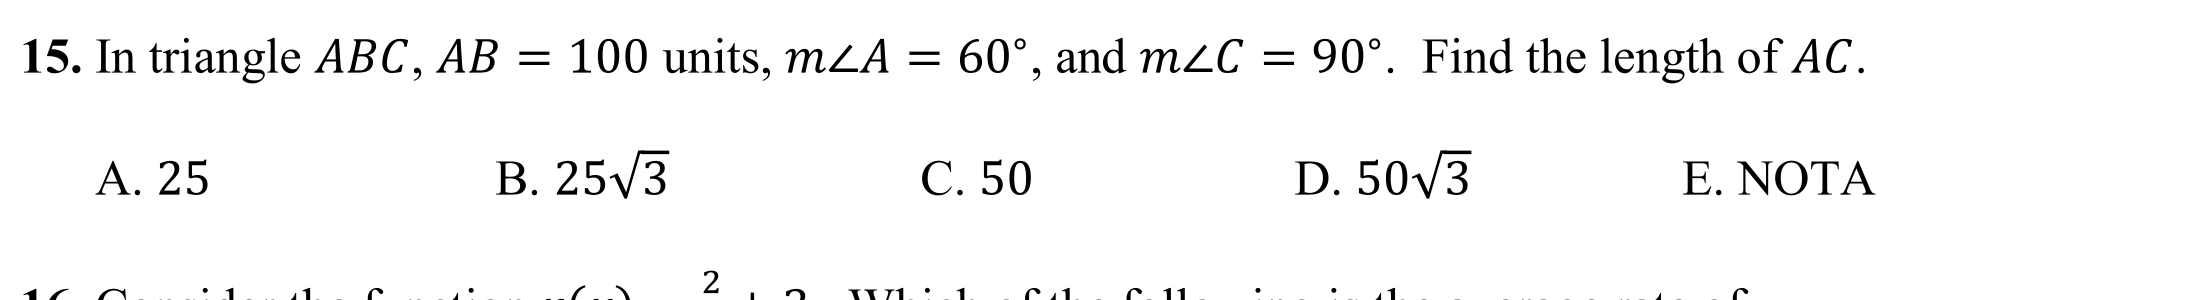 15. In triangle ABC, AB = 100 units, m∠A = 60°, and m∠C = 90°. Find the length of AC.
A. 25 B. 25√3 C. 50 D. 50√3 E. NOTA